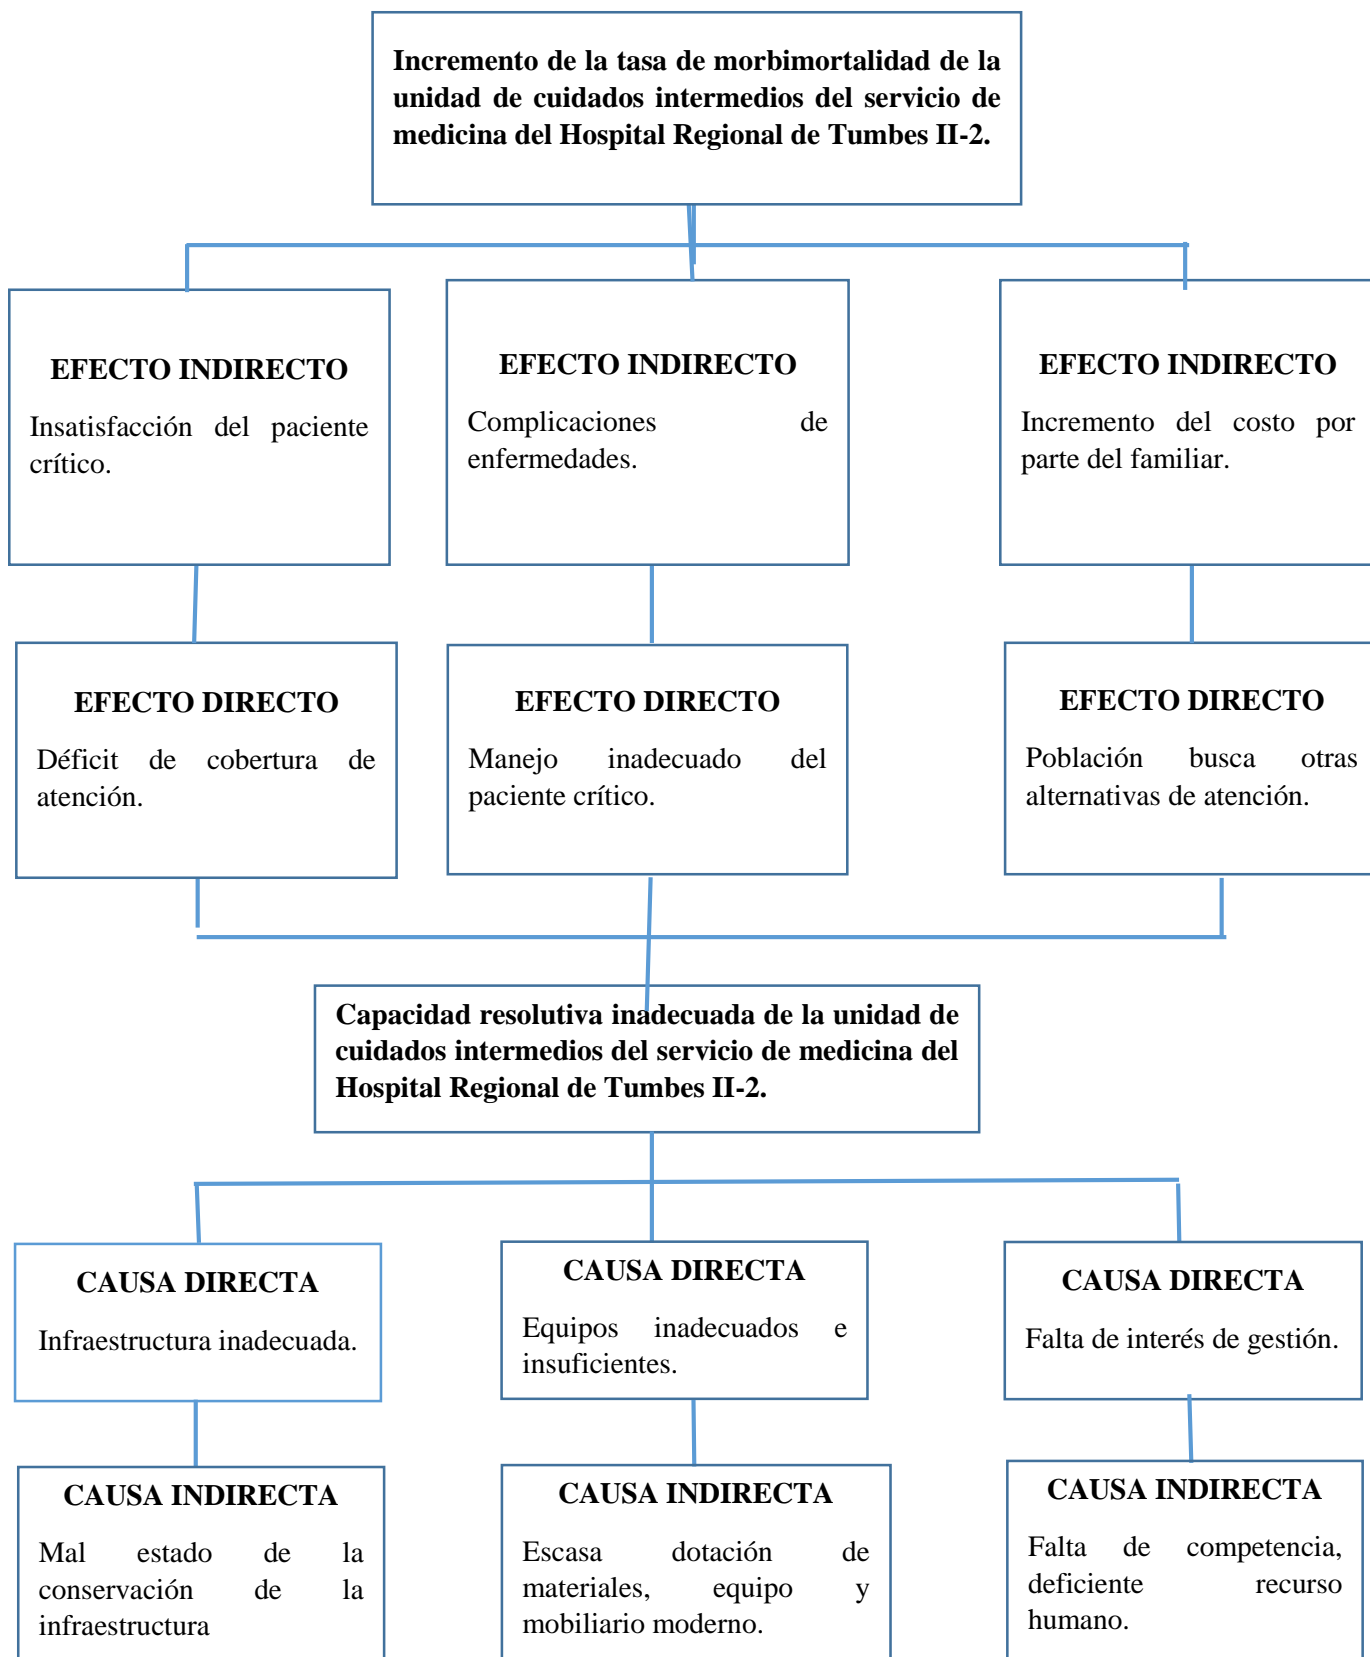 Incremento de la tasa de morbimortalidad de la
unidad de cuidados intermedios del servicio de
medicina del Hospital Regional de Tumbes II-2.
EFECTO INDIRECTO
Insatisfacción del paciente
crítico.
EFECTO INDIRECTO
Complicaciones de
enfermedades.
EFECTO INDIRECTO
Incremento del costo por
parte del familiar.
EFECTO DIRECTO
Déficit de cobertura de
atención.
EFECTO DIRECTO
Manejo inadecuado del
paciente crítico.
EFECTO DIRECTO
Población busca otras
alternativas de atención.
Capacidad resolutiva inadecuada de la unidad de
cuidados intermedios del servicio de medicina del
Hospital Regional de Tumbes II-2.
CAUSA DIRECTA
Infraestructura inadecuada.
CAUSA DIRECTA
Equipos inadecuados e
insuficientes.
CAUSA DIRECTA
Falta de interés de gestión.
CAUSA INDIRECTA
Mal estado de la
conservación de la
infraestructura
CAUSA INDIRECTA
Escasa dotación de
materiales, equipo y
mobiliario moderno.
CAUSA INDIRECTA
Falta de competencia,
deficiente recurso
humano.